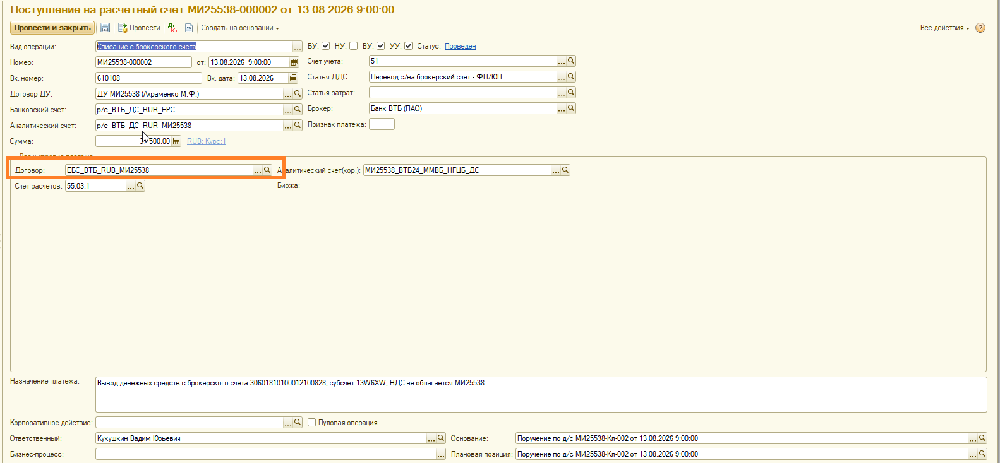 Поступление на расчетный счет МИ25538-000002 от 13.08.2026 9:00:00
Провести и закрыть Провести Дт Кт Создать на основании Все действия ?
Вид операции: Списание с брокерского счета ... БУ: НУ: ВУ: УУ: Статус: Проведен
Номер: МИ25538-000002 от: 13.08.2026 9:00:00 Счет учета: 51 ...
Вх. номер: 610108 Вх. дата: 13.08.2026 Статья ДДС: Перевод с/на брокерский счет - ФЛ/ЮЛ ...
Договор ДУ: ДУ МИ25538 (Ахраменко М.Ф.) ... Статья затрат: ...
Банковский счет: р/с_ВТБ_ДС_RUR_ЕРС ... Брокер: Банк ВТБ (ПАО) ...
Аналитический счет: р/с_ВТБ_ДС_RUR_МИ25538 ... Признак платежа:
Сумма: 500,00 RUB; Курс:1
Расшифровка платежа
Договор: ЕБС_ВТБ_RUB_МИ25538 ... Аналитический счет(кор.): МИ25538_ВТБ24_ММВБ_НГЦБ_ДС ...
Счет расчетов: 55.03.1 ... Биржа:
Назначение платежа: Вывод денежных средств с брокерского счета 30601810100012100828, субсчет 13W6XW, НДС не облагается МИ25538
Корпоративное действие: ... Пуловая операция
Ответственный: Кукушкин Вадим Юрьевич ... Основание: Поручение по д/с МИ25538-Кл-002 от 13.08.2026 9:00:00 ...
Бизнес-процесс: ... Плановая позиция: Поручение по д/с МИ25538-Кл-002 от 13.08.2026 9:00:00 ...